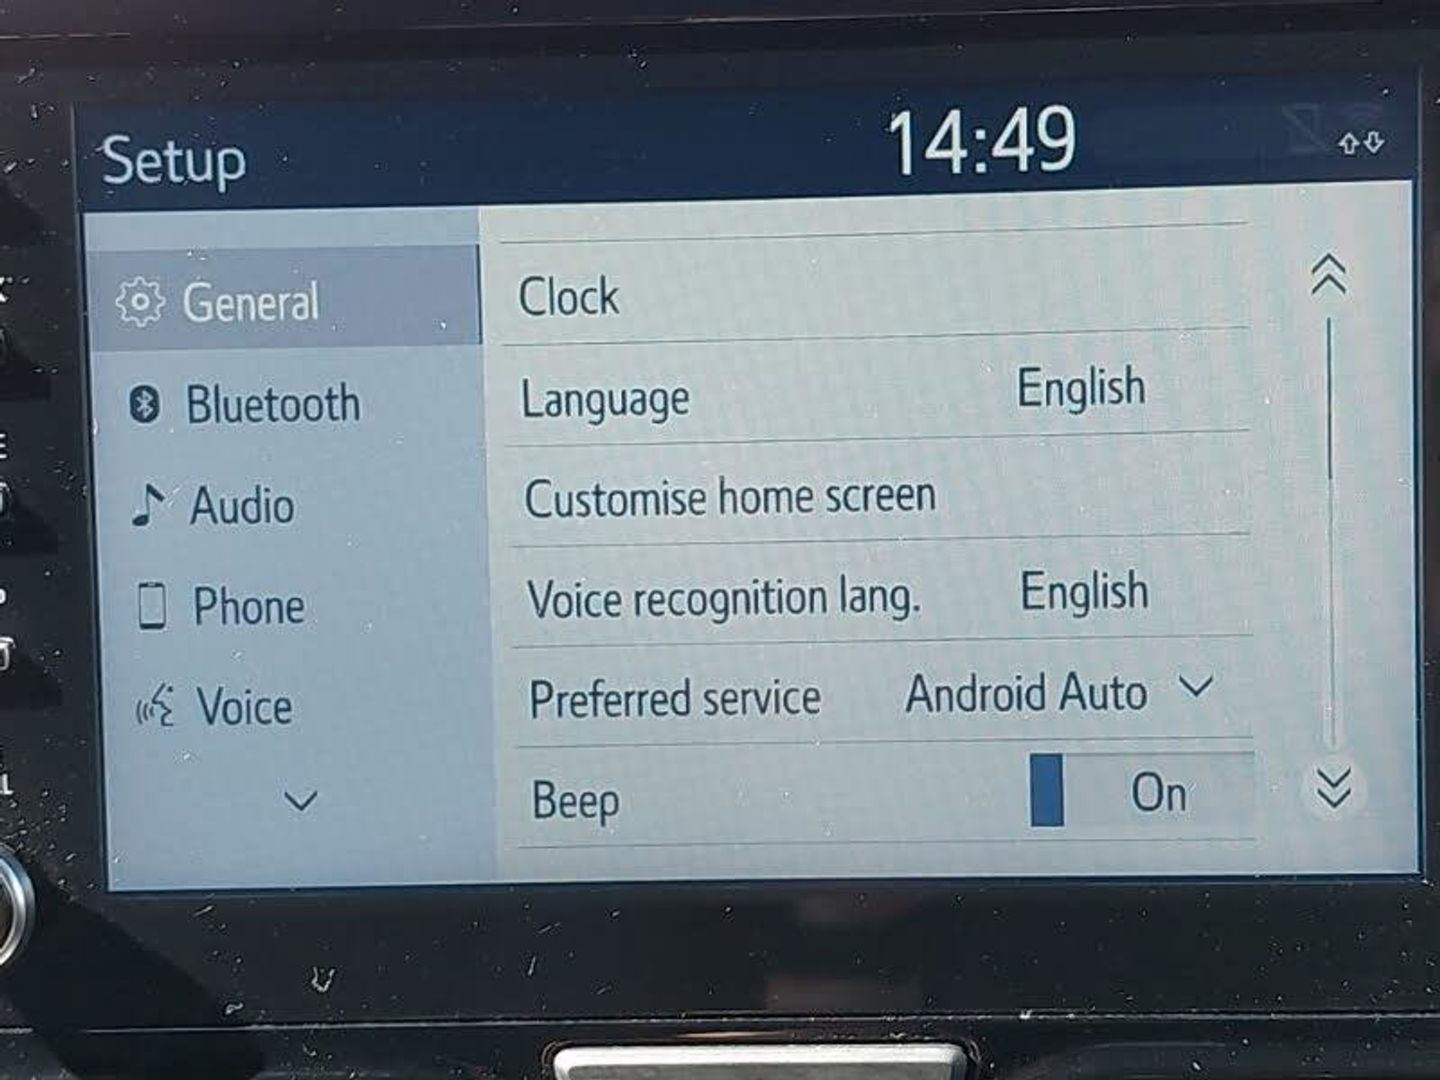 Setup
14:49
General
Bluetooth
Audio
Phone
Voice
Clock
Language English
Customise home screen
Voice recognition lang. English
Preferred service Android Auto
Beep On